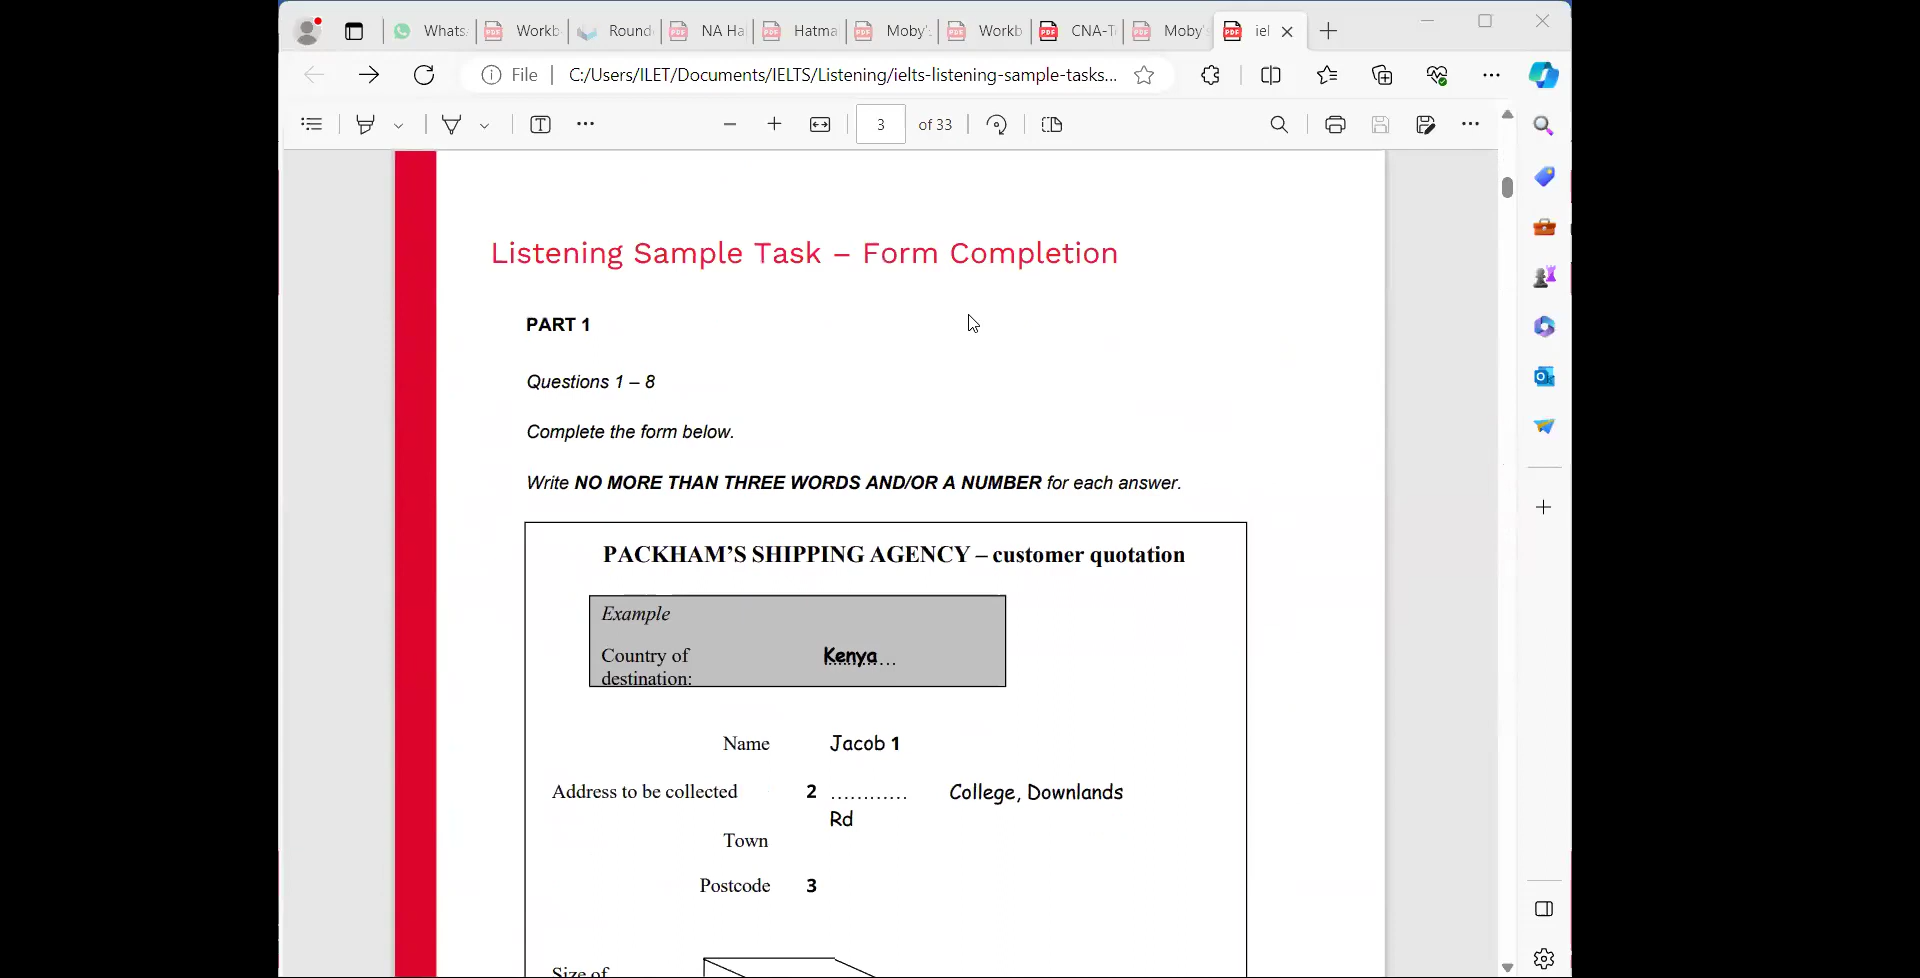 Whats
Workb
Round
NA Ha
Hatma
Moby'
Workb
CNA-T
Moby'
iel
File
C:/Users/ILET/Documents/IELTS/Listening/ielts-listening-sample-tasks...
3 of 33
Listening Sample Task – Form Completion
PART 1
Questions 1 – 8
Complete the form below.
Write NO MORE THAN THREE WORDS AND/OR A NUMBER for each answer.
PACKHAM’S SHIPPING AGENCY – customer quotation
Example
Country of Kenya............
destination:
Name Jacob 1
Address to be collected 2 ............ College, Downlands
Rd
Town
Postcode 3
Size of